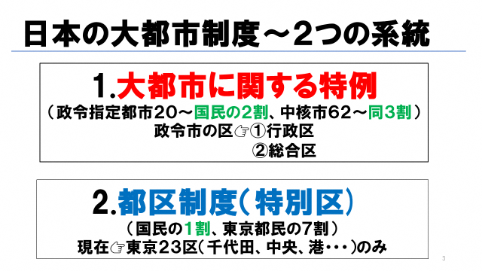 日本の大都市制度～２つの系統
１.大都市に関する特例
（政令指定都市２０～国民の２割、中核市６２～同３割）
政令市の区☞①行政区
②総合区
２.都区制度（特別区）
（国民の１割、東京都民の７割）
現在☞東京２３区（千代田、中央、港・・・）のみ
1